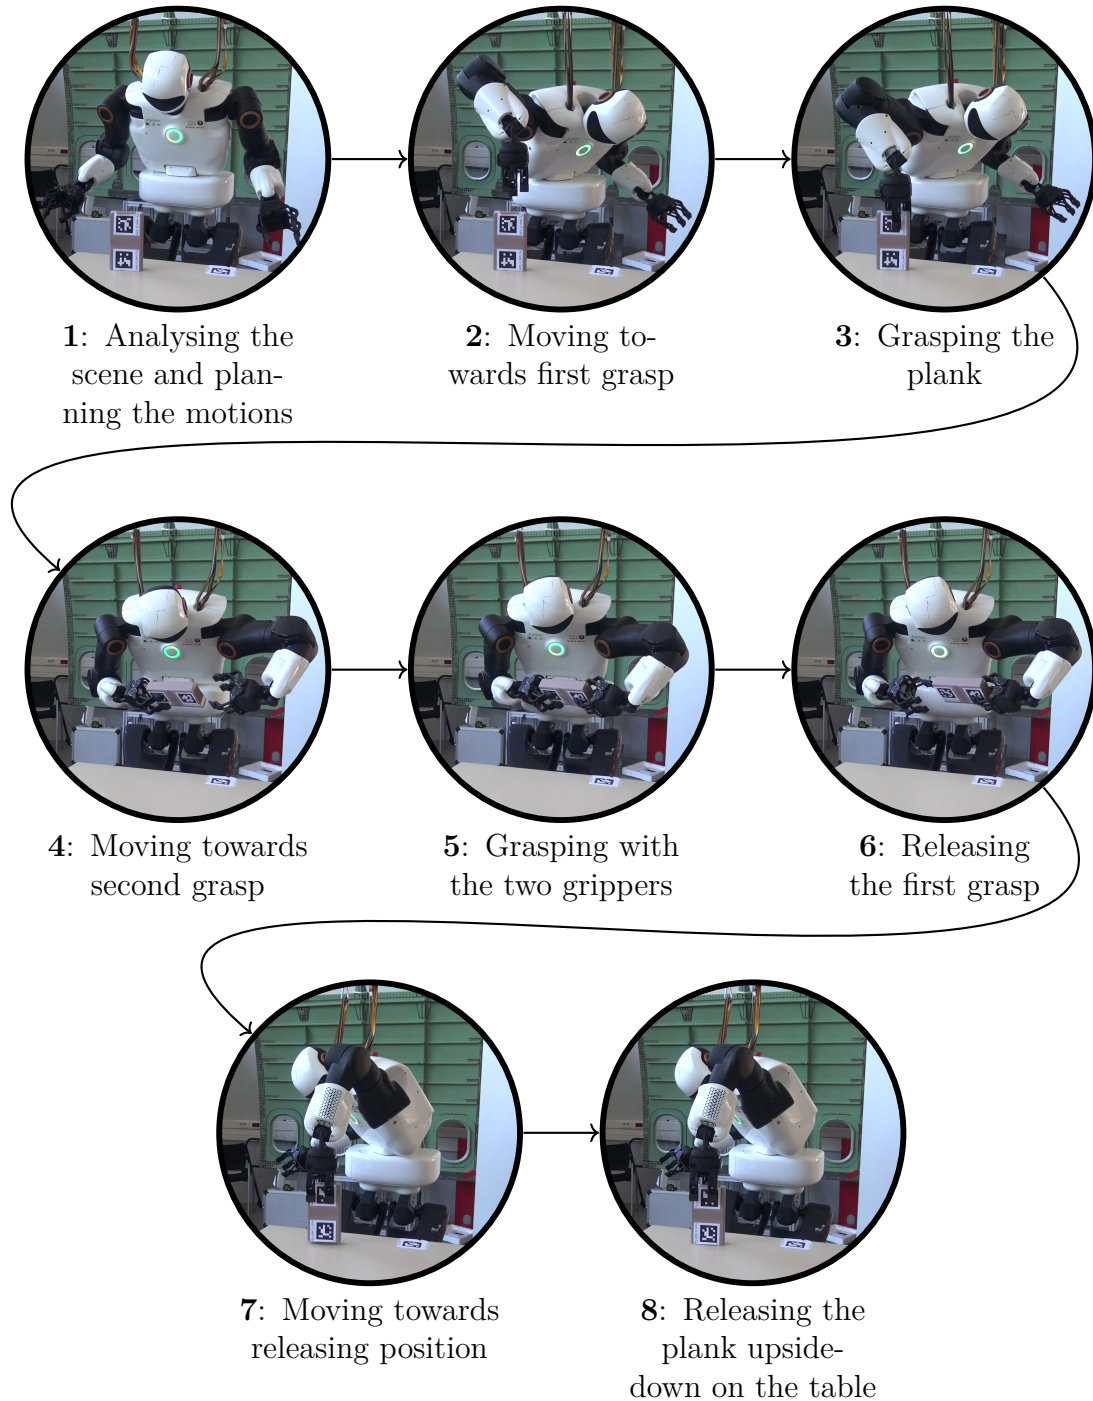 1: Analysing the
scene and plan-
ning the motions
2: Moving to-
wards first grasp
3: Grasping the
plank
4: Moving towards
second grasp
5: Grasping with
the two grippers
6: Releasing
the first grasp
7: Moving towards
releasing position
8: Releasing the
plank upside-
down on the table